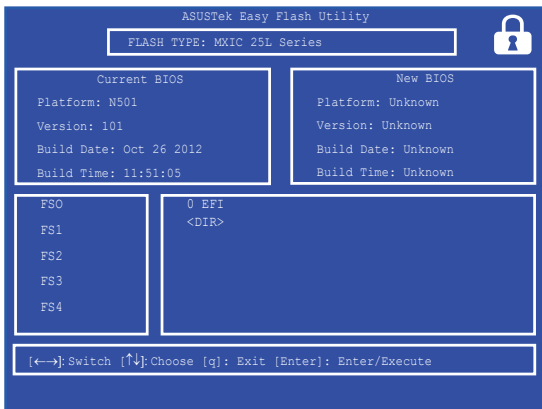 ASUSTek Easy Flash Utility
FLASH TYPE: MXIC 25L Series
Current BIOS
Platform: N501
Version: 101
Build Date: Oct 26 2012
Build Time: 11:51:05
New BIOS
Platform: Unknown
Version: Unknown
Build Date: Unknown
Build Time: Unknown
FSO
FS1
FS2
FS3
FS4
0 EFI
<DIR>
[←→]: Switch [↑↓]: Choose [q]: Exit [Enter]: Enter/Execute